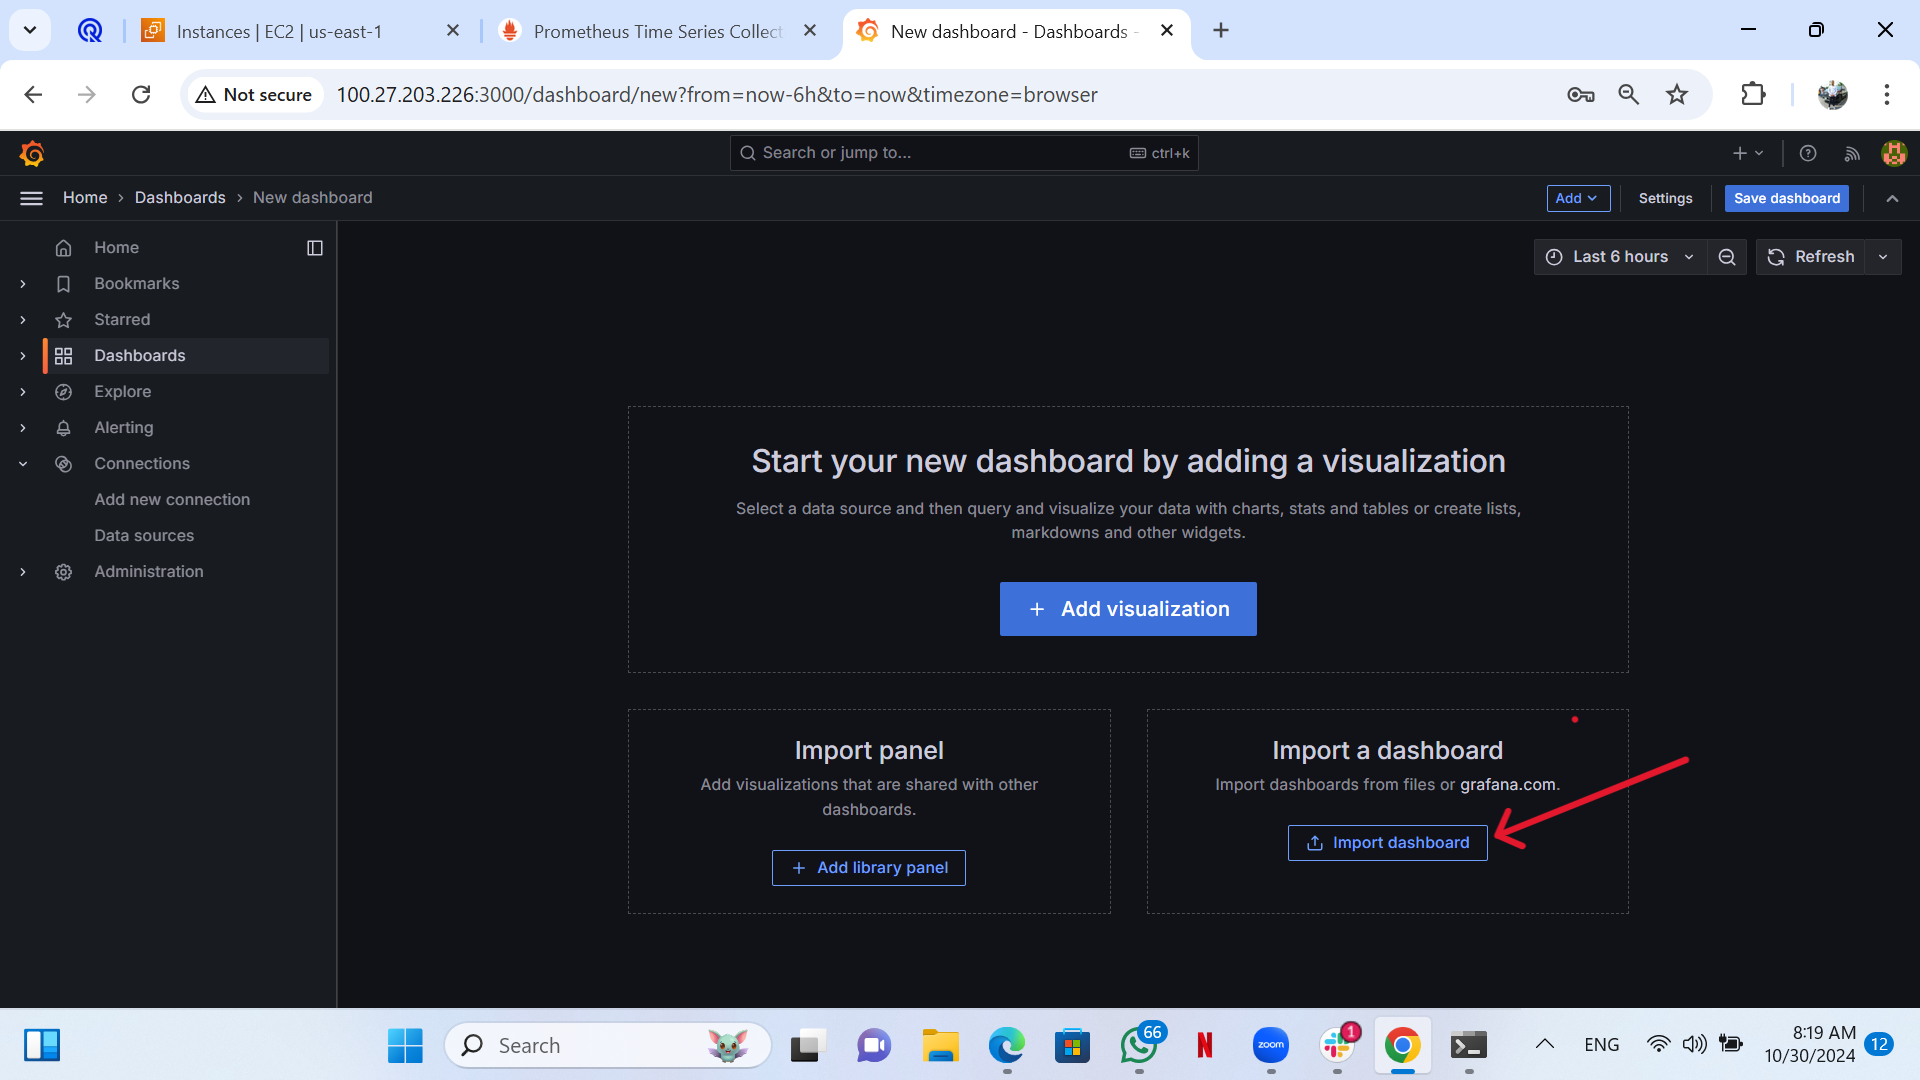 Instances | EC2 | us-east-1
Prometheus Time Series Collect
New dashboard - Dashboards -
Not secure
100.27.203.226:3000/dashboard/new?from=now-6h&to=now&timezone=browser
Search or jump to...
ctrl+k
Home > Dashboards > New dashboard
Add
Settings
Save dashboard
Home
Bookmarks
Starred
Dashboards
Explore
Alerting
Connections
Add new connection
Data sources
Administration
Last 6 hours
Refresh
Start your new dashboard by adding a visualization
Select a data source and then query and visualize your data with charts, stats and tables or create lists,
markdowns and other widgets.
+ Add visualization
Import panel
Add visualizations that are shared with other
dashboards.
+ Add library panel
Import a dashboard
Import dashboards from files or grafana.com.
Import dashboard
Search
66
N
zoom
1
ENG
8:19 AM
10/30/2024
12